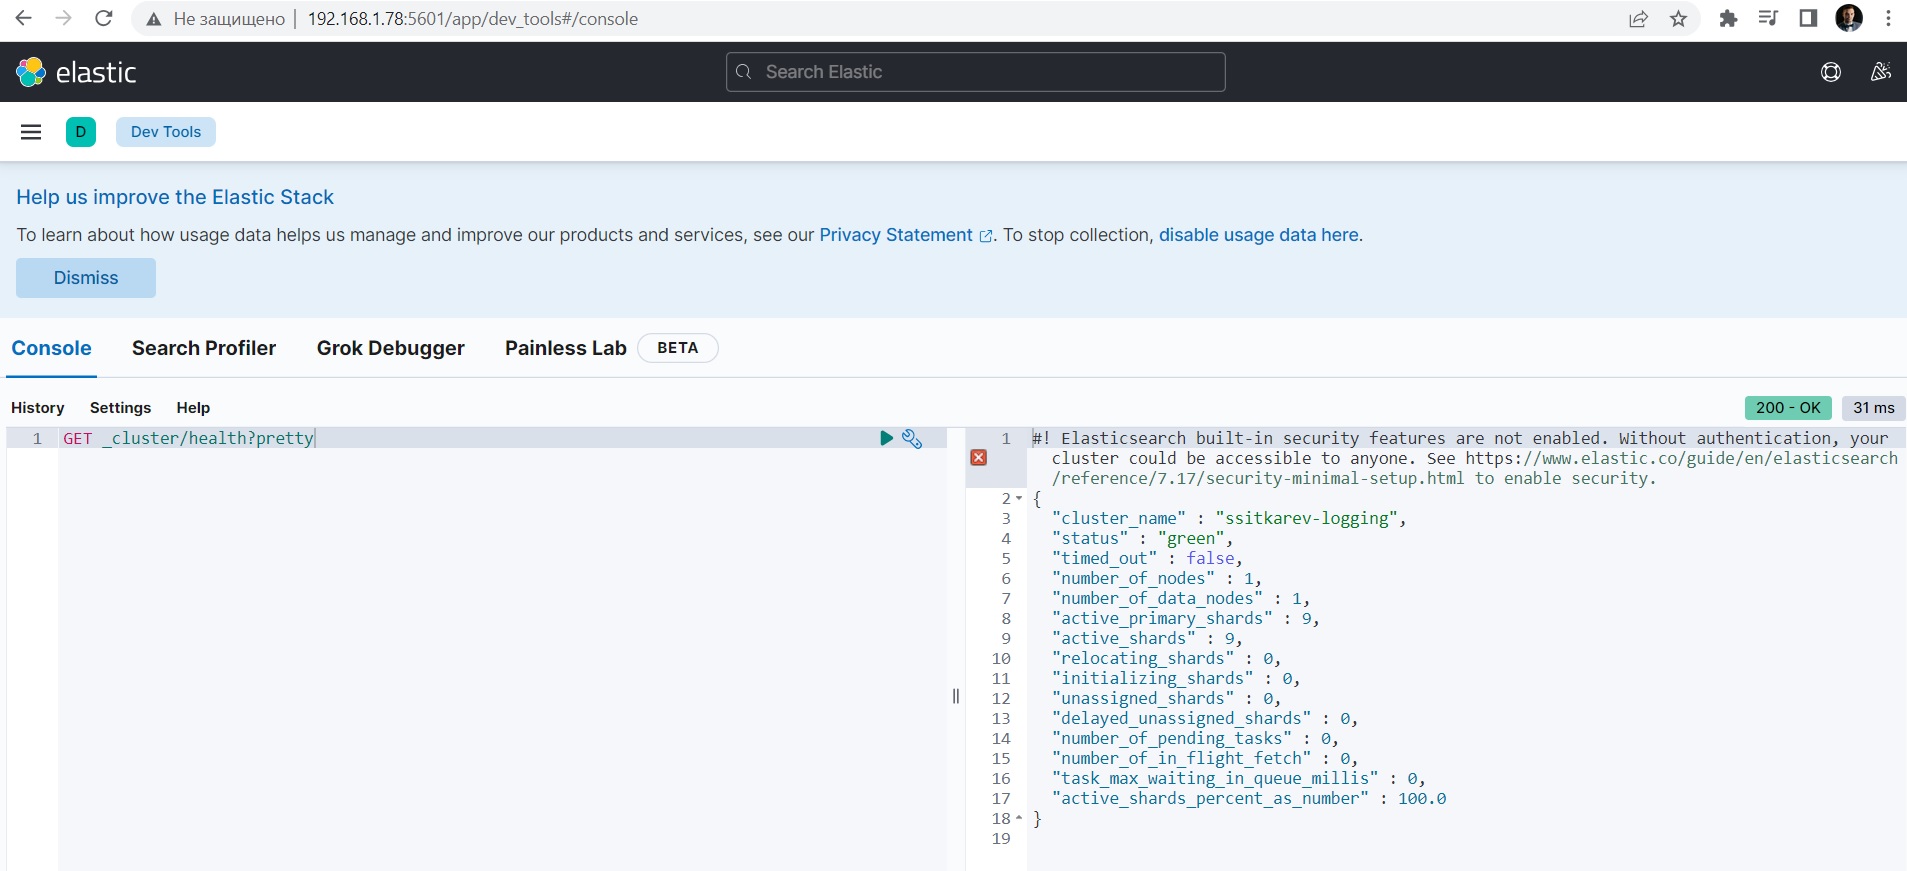 Не защищено | 192.168.1.78:5601/app/dev_tools#/console
elastic
Search Elastic
D
Dev Tools
Help us improve the Elastic Stack
To learn about how usage data helps us manage and improve our products and services, see our Privacy Statement. To stop collection, disable usage data here.
Dismiss
Console Search Profiler Grok Debugger Painless Lab BETA
History Settings Help
200 - OK 31 ms
1 GET _cluster/health?pretty
1 #! Elasticsearch built-in security features are not enabled. Without authentication, your
cluster could be accessible to anyone. See https://www.elastic.co/guide/en/elasticsearch
/reference/7.17/security-minimal-setup.html to enable security.
2 {
3 "cluster_name" : "ssitkarev-logging",
4 "status" : "green",
5 "timed_out" : false,
6 "number_of_nodes" : 1,
7 "number_of_data_nodes" : 1,
8 "active_primary_shards" : 9,
9 "active_shards" : 9,
10 "relocating_shards" : 0,
11 "initializing_shards" : 0,
12 "unassigned_shards" : 0,
13 "delayed_unassigned_shards" : 0,
14 "number_of_pending_tasks" : 0,
15 "number_of_in_flight_fetch" : 0,
16 "task_max_waiting_in_queue_millis" : 0,
17 "active_shards_percent_as_number" : 100.0
18 }
19